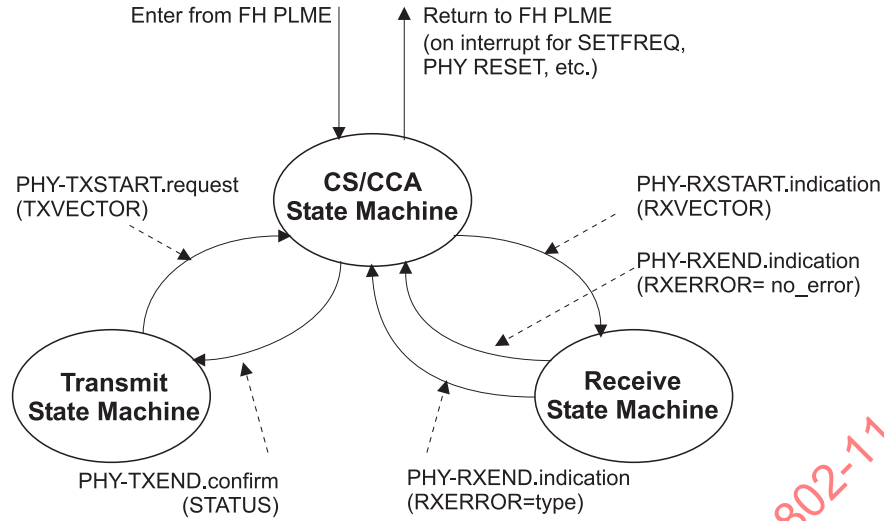 Enter from FH PLME
Return to FH PLME
(on interrupt for SETFREQ,
PHY RESET, etc.)
CS/CCA
State Machine
PHY-TXSTART.request
(TXVECTOR)
PHY-RXSTART.indication
(RXVECTOR)
PHY-RXEND.indication
(RXERROR= no_error)
Transmit
State Machine
Receive
State Machine
PHY-TXEND.confirm
(STATUS)
PHY-RXEND.indication
(RXERROR=type)
802-11